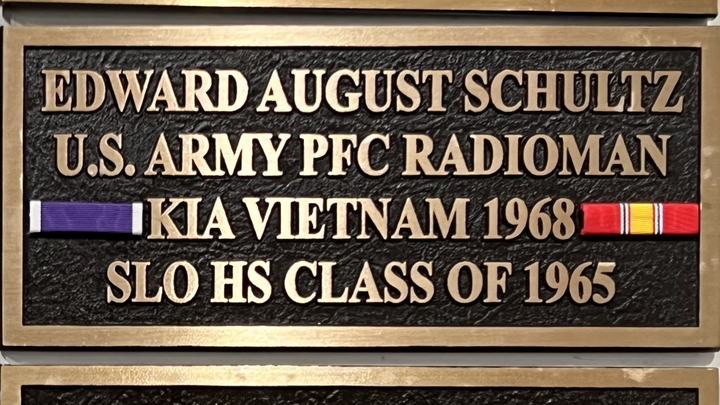 EDWARD AUGUST SCHULTZ
U.S. ARMY PFC RADIOMAN
KIA VIETNAM 1968
SLO HS CLASS OF 1965